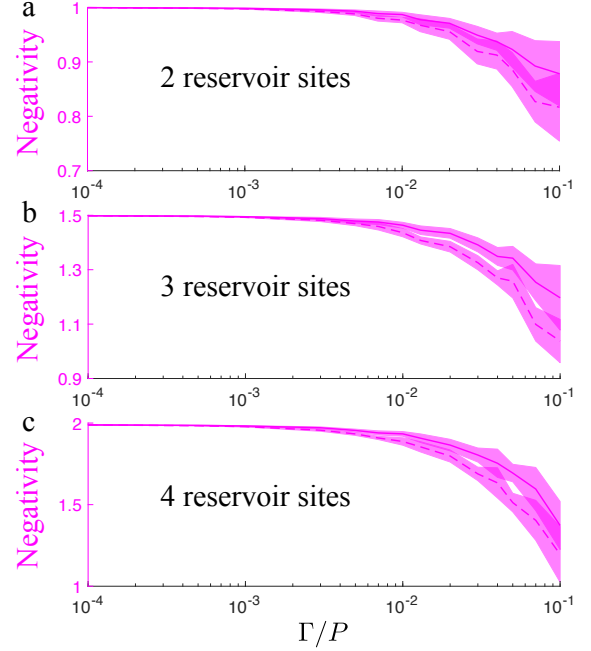 a
1
0.9
0.8
0.7
Negativity
2 reservoir sites
10-4 10-3 10-2 10-1
b
1.5
1.3
1.1
0.9
Negativity
3 reservoir sites
10-4 10-3 10-2 10-1
c
2
1.5
1
Negativity
4 reservoir sites
10-4 10-3 10-2 10-1
Γ/P